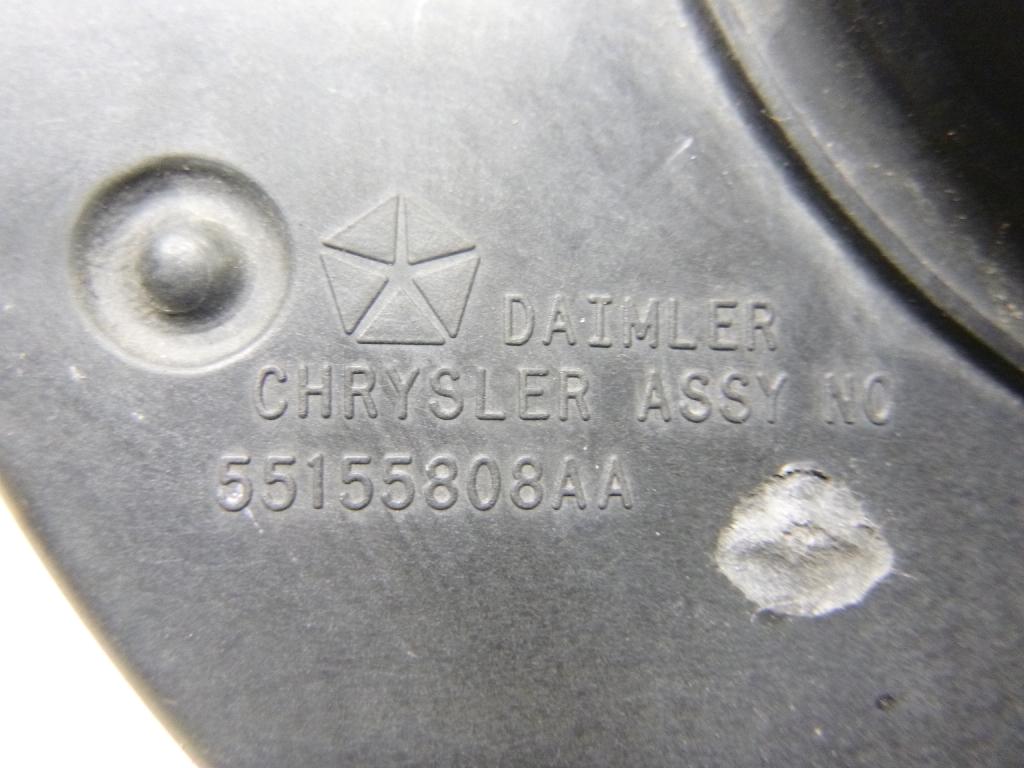 DAIMLER
CHRYSLER ASSY NO
55155808AA